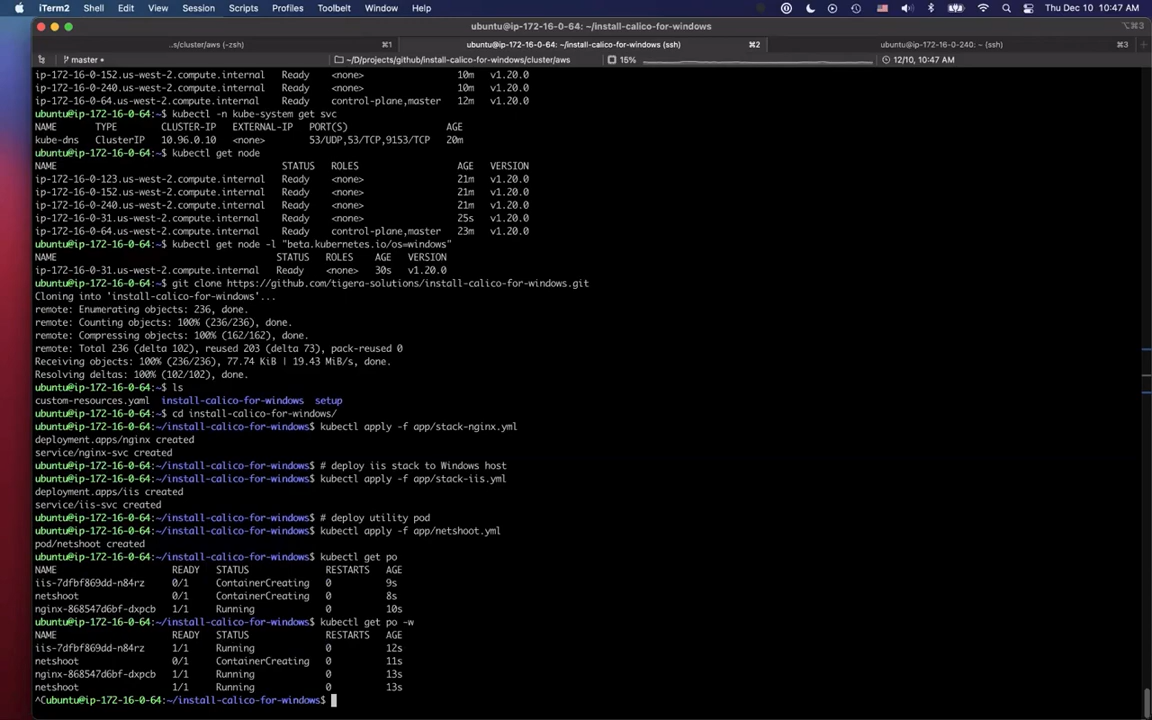 iTerm2 Shell Edit View Session Scripts Profiles Toolbelt Window Help Thu Dec 10 10:47 AM
ubuntu@ip-172-16-0-64: ~/install-calico-for-windows ⌥⌘3
..s/cluster/aws (-zsh) ⌘1 ubuntu@ip-172-16-0-64: ~/install-calico-for-windows (ssh) ⌘2 ubuntu@ip-172-16-0-240: ~ (ssh) ⌘3
master ~/D/projects/github/install-calico-for-windows/cluster/aws 15% 12/10, 10:47 AM
ip-172-16-0-152.us-west-2.compute.internal Ready <none> 10m v1.20.0
ip-172-16-0-240.us-west-2.compute.internal Ready <none> 10m v1.20.0
ip-172-16-0-64.us-west-2.compute.internal Ready control-plane,master 12m v1.20.0
ubuntu@ip-172-16-0-64:~$ kubectl -n kube-system get svc
NAME TYPE CLUSTER-IP EXTERNAL-IP PORT(S) AGE
kube-dns ClusterIP 10.96.0.10 <none> 53/UDP,53/TCP,9153/TCP 20m
ubuntu@ip-172-16-0-64:~$ kubectl get node
NAME STATUS ROLES AGE VERSION
ip-172-16-0-123.us-west-2.compute.internal Ready <none> 21m v1.20.0
ip-172-16-0-152.us-west-2.compute.internal Ready <none> 21m v1.20.0
ip-172-16-0-240.us-west-2.compute.internal Ready <none> 21m v1.20.0
ip-172-16-0-31.us-west-2.compute.internal Ready <none> 25s v1.20.0
ip-172-16-0-64.us-west-2.compute.internal Ready control-plane,master 23m v1.20.0
ubuntu@ip-172-16-0-64:~$ kubectl get node -l "beta.kubernetes.io/os=windows"
NAME STATUS ROLES AGE VERSION
ip-172-16-0-31.us-west-2.compute.internal Ready <none> 30s v1.20.0
ubuntu@ip-172-16-0-64:~$ git clone https://github.com/tigera-solutions/install-calico-for-windows.git
Cloning into 'install-calico-for-windows'...
remote: Enumerating objects: 236, done.
remote: Counting objects: 100% (236/236), done.
remote: Compressing objects: 100% (162/162), done.
remote: Total 236 (delta 102), reused 203 (delta 73), pack-reused 0
Receiving objects: 100% (236/236), 77.74 KiB | 19.43 MiB/s, done.
Resolving deltas: 100% (102/102), done.
ubuntu@ip-172-16-0-64:~$ ls
custom-resources.yaml install-calico-for-windows setup
ubuntu@ip-172-16-0-64:~$ cd install-calico-for-windows/
ubuntu@ip-172-16-0-64:~/install-calico-for-windows$ kubectl apply -f app/stack-nginx.yml
deployment.apps/nginx created
service/nginx-svc created
ubuntu@ip-172-16-0-64:~/install-calico-for-windows$ # deploy iis stack to Windows host
ubuntu@ip-172-16-0-64:~/install-calico-for-windows$ kubectl apply -f app/stack-iis.yml
deployment.apps/iis created
service/iis-svc created
ubuntu@ip-172-16-0-64:~/install-calico-for-windows$ # deploy utility pod
ubuntu@ip-172-16-0-64:~/install-calico-for-windows$ kubectl apply -f app/netshoot.yml
pod/netshoot created
ubuntu@ip-172-16-0-64:~/install-calico-for-windows$ kubectl get po
NAME READY STATUS RESTARTS AGE
iis-7dfbf869dd-n84rz 0/1 ContainerCreating 0 9s
netshoot 0/1 ContainerCreating 0 8s
nginx-868547d6bf-dxpcb 1/1 Running 0 10s
ubuntu@ip-172-16-0-64:~/install-calico-for-windows$ kubectl get po -w
NAME READY STATUS RESTARTS AGE
iis-7dfbf869dd-n84rz 1/1 Running 0 12s
netshoot 0/1 ContainerCreating 0 11s
nginx-868547d6bf-dxpcb 1/1 Running 0 13s
netshoot 1/1 Running 0 13s
^Cubuntu@ip-172-16-0-64:~/install-calico-for-windows$